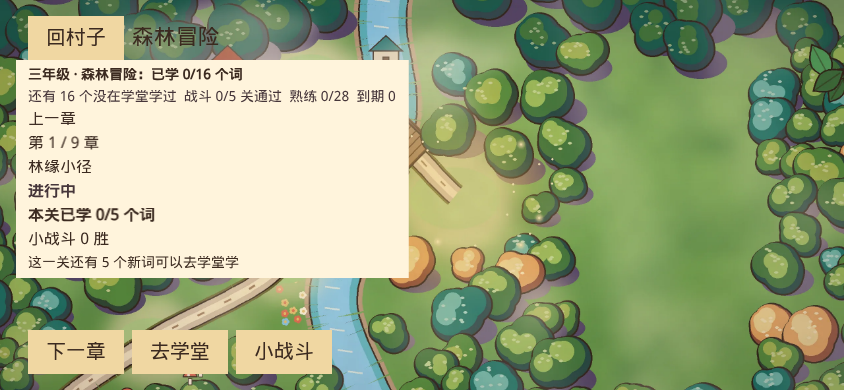 回村子 森林冒险
三年级 · 森林冒险：已学 0/16 个词
还有 16 个没在学堂学过 战斗 0/5 关通过 熟练 0/28 到期 0
上一章
第 1 / 9 章
林缘小径
进行中
本关已学 0/5 个词
小战斗 0 胜
这一关还有 5 个新词可以去学堂学
下一章 去学堂 小战斗